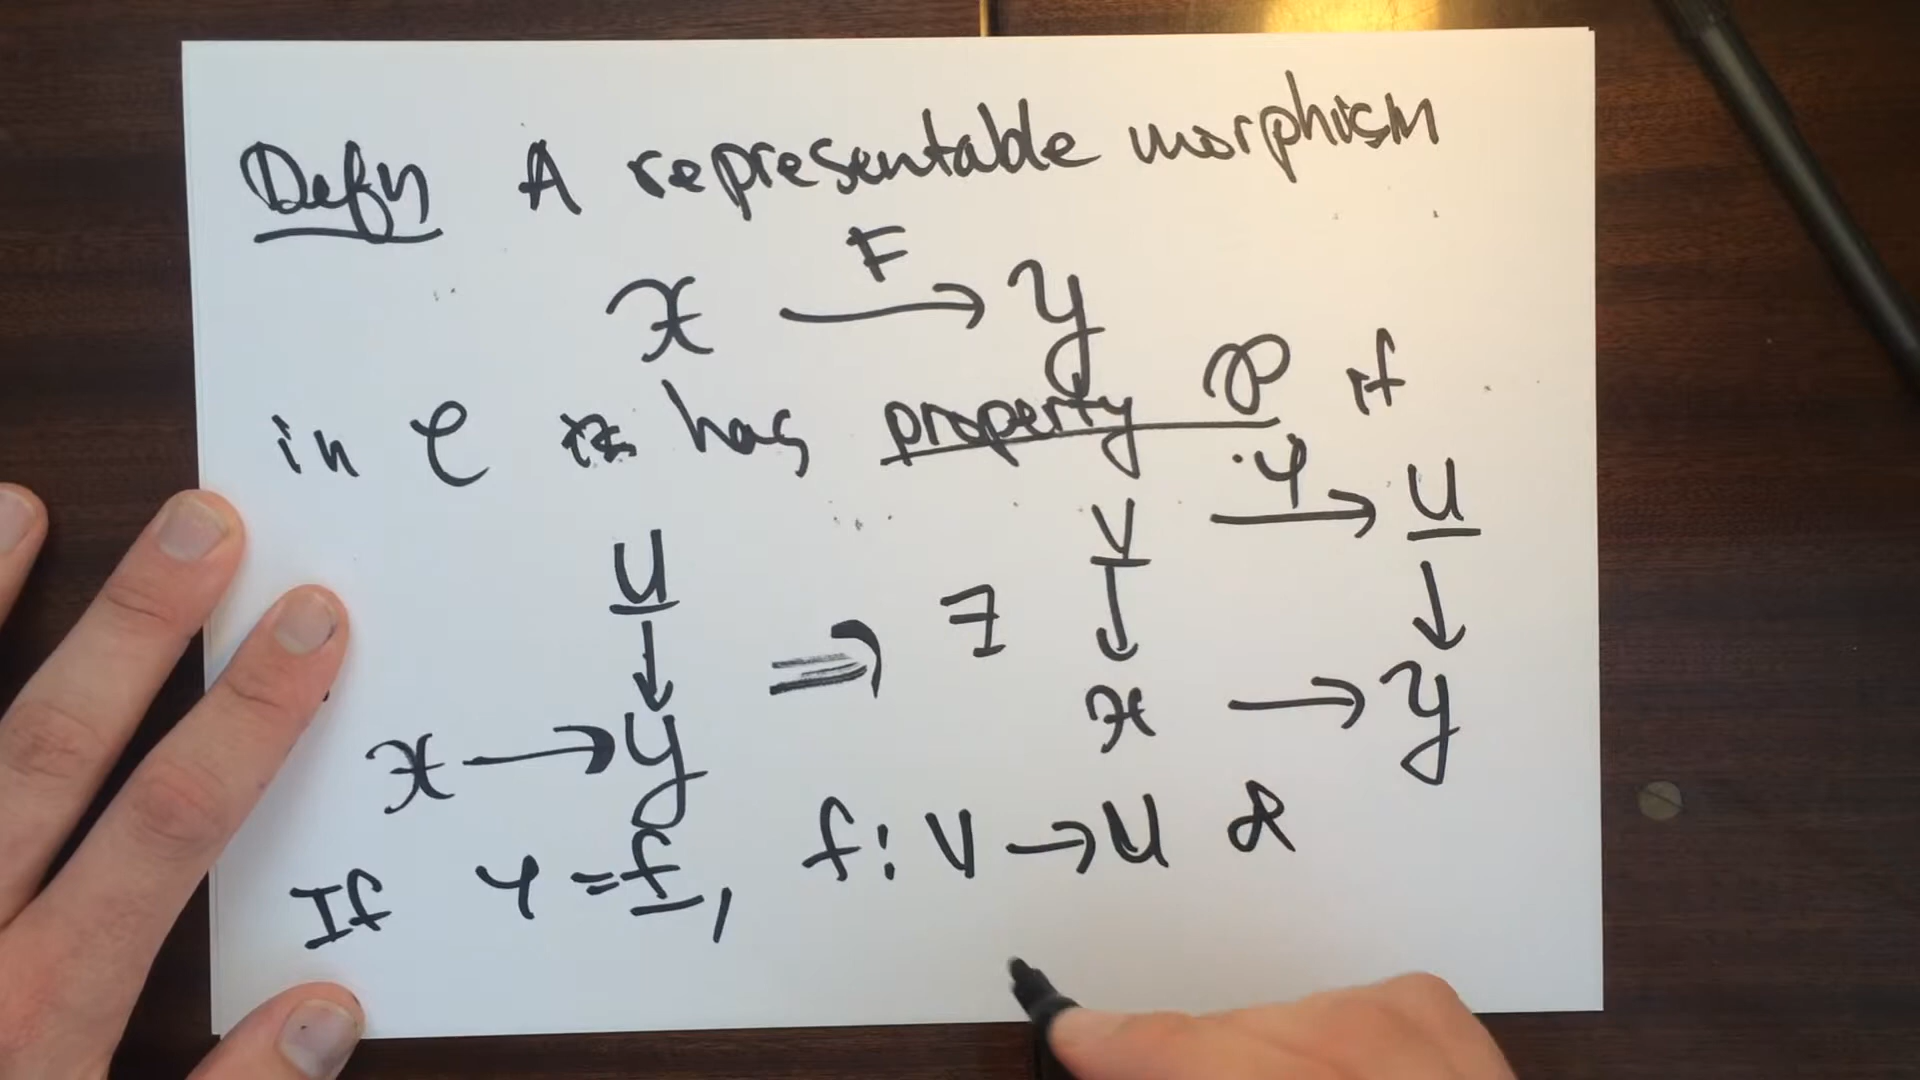 Defn A representable morphism
𝒳 F → 𝒴
in 𝒞 has property 𝒫 if
V φ → U
U ⇒ ∃ ↓ ↓
↓ 𝒳 → 𝒴
𝒳 → 𝒴
If φ = f, f: V → U &